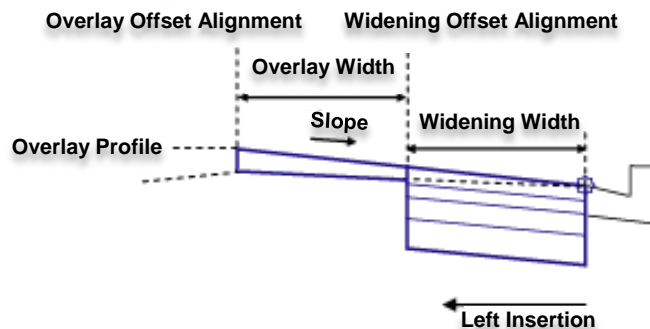 Overlay Offset Alignment
Widening Offset Alignment
Overlay Width
Slope
Widening Width
Overlay Profile
Left Insertion